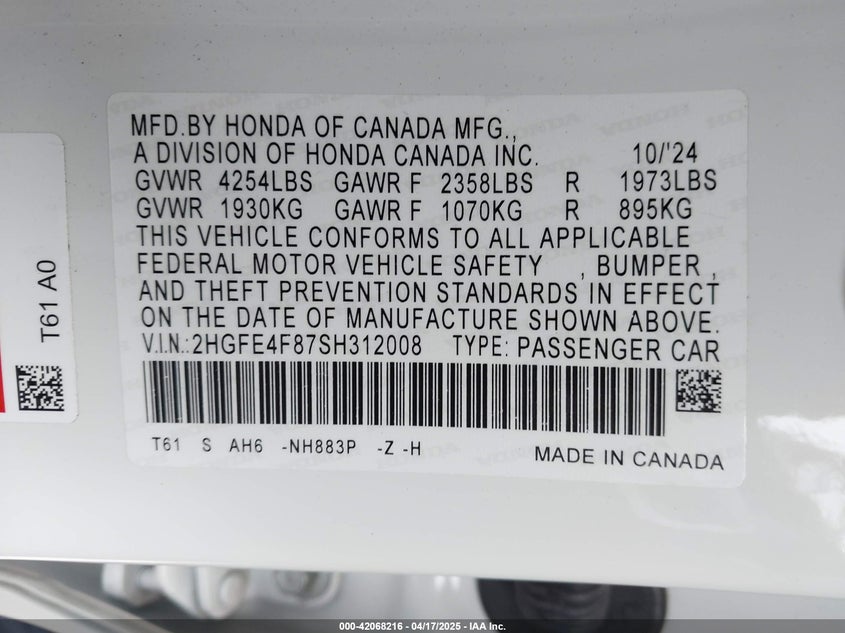 MFD.BY HONDA OF CANADA MFG.,
A DIVISION OF HONDA CANADA INC. 10/'24
GVWR 4254LBS GAWR F 2358LBS R 1973LBS
GVWR 1930KG GAWR F 1070KG R 895KG
THIS VEHICLE CONFORMS TO ALL APPLICABLE
FEDERAL MOTOR VEHICLE SAFETY , BUMPER ,
AND THEFT PREVENTION STANDARDS IN EFFECT
ON THE DATE OF MANUFACTURE SHOWN ABOVE.
V.I.N.:2HGFE4F87SH312008 TYPE: PASSENGER CAR
T61 S AH6 -NH883P -Z -H
MADE IN CANADA
T61 A0
000-42068216 - 04/17/2025 - IAA Inc.